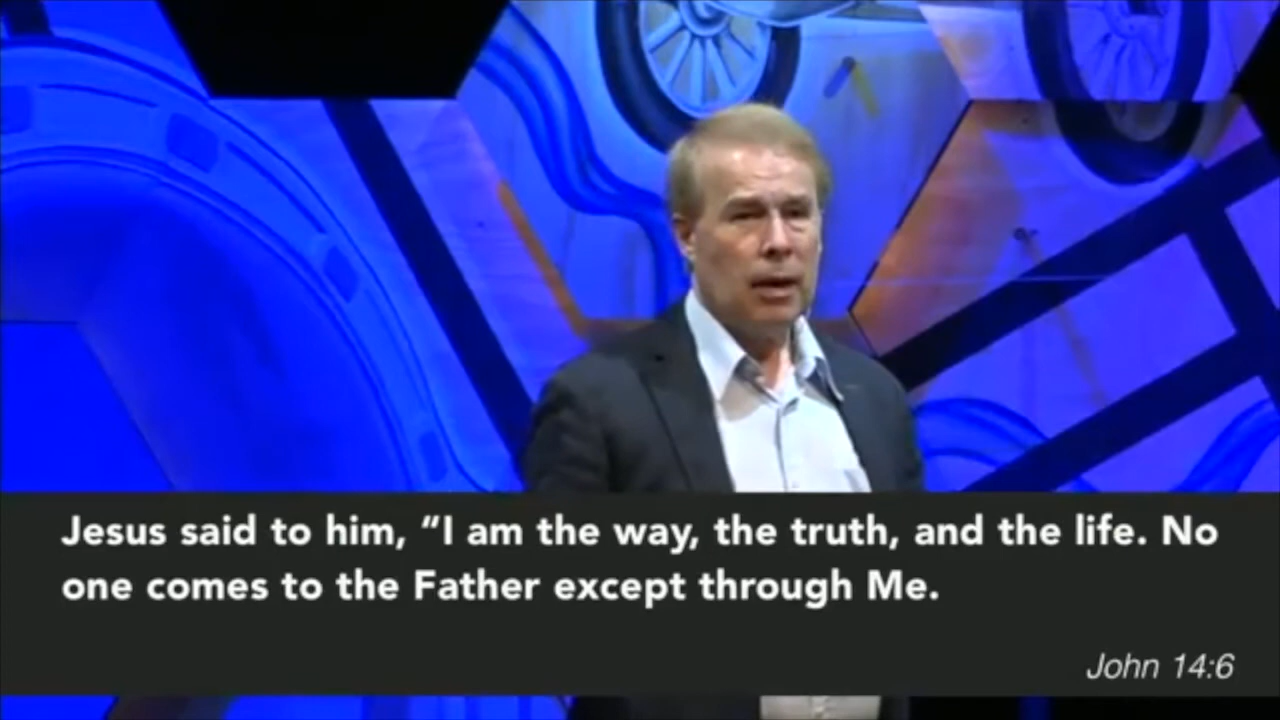 Jesus said to him, “I am the way, the truth, and the life. No
one comes to the Father except through Me.
John 14:6